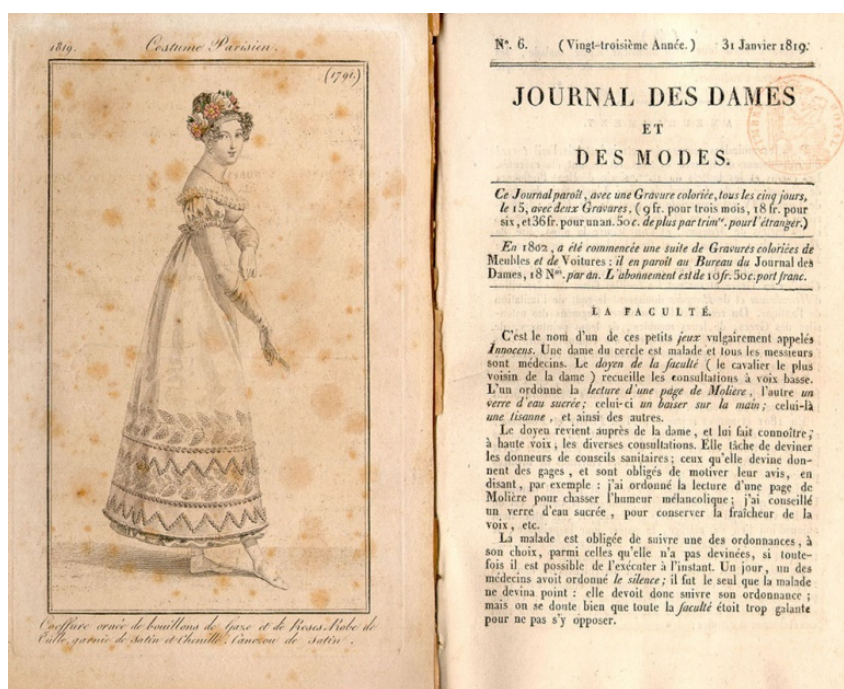 1819.
Costume Parisien.
(1791.)
Coeffure ornée de bouillons de Gaze et de Roses. Robe de
Tulle, garnie de Satin et Chenille. Canezou de Satin.
N°. 6. (Vingt-troisième Année.) 31 Janvier 1819.
JOURNAL DES DAMES
ET
DES MODES.
Ce Journal paroît, avec une Gravure coloriée, tous les cinq jours,
le 15, avec deux Gravures, (9 fr. pour trois mois, 18 fr. pour
six, et 36 fr. pour un an. 50 c. de plus par trim^re. pour l'étranger.)
En 1802, a été commencée une suite de Gravures coloriées de
Meubles et de Voitures : il en paroît au Bureau du Journal des
Dames, 18 N^os. par an. L'abonnement est de 10 fr. 50 c. port franc.
LA FACULTÉ.
C'est le nom d'un de ces petits jeux vulgairement appelés
Innocens. Une dame du cercle est malade et tous les messieurs
sont médecins. Le doyen de la faculté ( le cavalier le plus
voisin de la dame ) recueille les consultations à voix basse.
L'un ordonne la lecture d'une page de Molière, l'autre un
verre d'eau sucrée ; celui-ci un baiser sur la main ; celui-là
une tisanne, et ainsi des autres.
Le doyen revient auprès de la dame, et lui fait connoître,
à haute voix, les diverses consultations. Elle tâche de deviner
les donneurs de conseils sanitaires ; ceux qu'elle devine don-
nent des gages, et sont obligés de motiver leur avis, en
disant, par exemple : j'ai ordonné la lecture d'une page de
Molière pour chasser l'humeur mélancolique ; j'ai conseillé
un verre d'eau sucrée, pour conserver la fraîcheur de la
voix, etc.
La malade est obligée de suivre une des ordonnances, à
son choix, parmi celles qu'elle n'a pas devinées, si toute-
fois il est possible de l'exécuter à l'instant. Un jour, un des
médecins avoit ordonné le silence ; il fut le seul que la malade
ne devina point : elle devoit donc suivre son ordonnance ;
mais on se doute bien que toute la faculté étoit trop galante
pour ne pas s'y opposer.